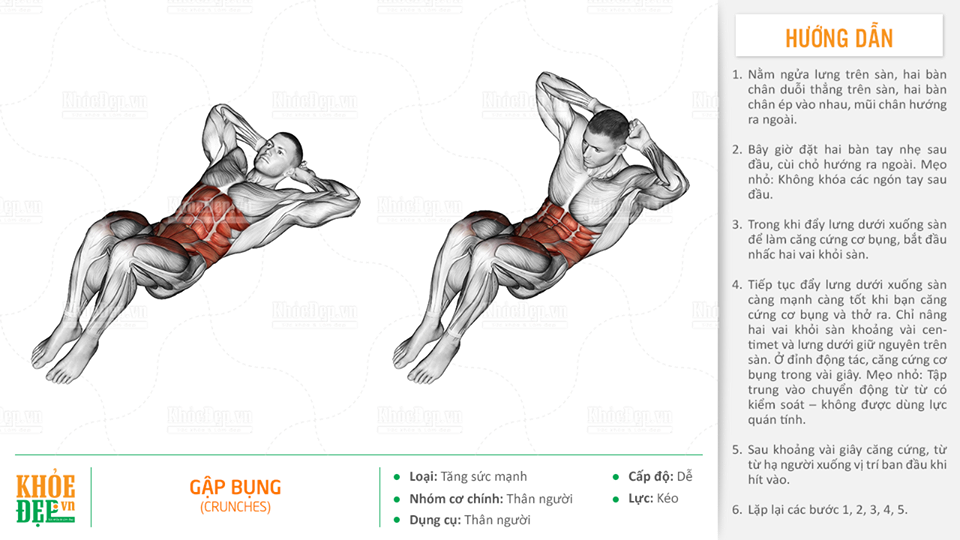 HƯỚNG DẪN
1. Nằm ngửa lưng trên sàn, hai bàn
chân duỗi thẳng trên sàn, hai bàn
chân ép vào nhau, mũi chân hướng
ra ngoài.
2. Bây giờ đặt hai bàn tay nhẹ sau
đầu, cùi chỏ hướng ra ngoài. Mẹo
nhỏ: Không khóa các ngón tay sau
đầu.
3. Trong khi đẩy lưng dưới xuống sàn
để làm căng cứng cơ bụng, bắt đầu
nhấc hai vai khỏi sàn.
4. Tiếp tục đẩy lưng dưới xuống sàn
càng mạnh càng tốt khi bạn căng
cứng cơ bụng và thở ra. Chỉ nâng
hai vai khỏi sàn khoảng vài cen-
timet và lưng dưới giữ nguyên trên
sàn. Ở đỉnh động tác, căng cứng cơ
bụng trong vài giây. Mẹo nhỏ: Tập
trung vào chuyển động từ từ có
kiểm soát – không được dùng lực
quán tính.
5. Sau khoảng vài giây căng cứng, từ
từ hạ người xuống vị trí ban đầu khi
hít vào.
6. Lặp lại các bước 1, 2, 3, 4, 5.
KHỎE
ĐẸP.vn
GẬP BỤNG
(CRUNCHES)
Loại: Tăng sức mạnh
Nhóm cơ chính: Thân người
Dụng cụ: Thân người
Cấp độ: Dễ
Lực: Kéo